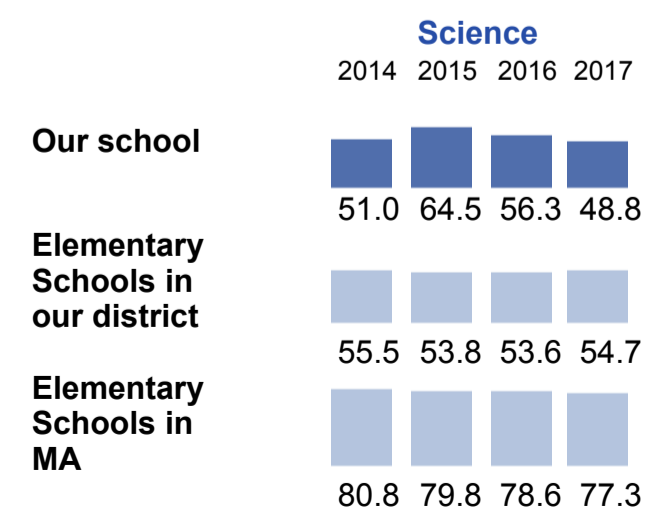 Science
2014 2015 2016 2017
Our school
51.0 64.5 56.3 48.8
Elementary
Schools in
our district
55.5 53.8 53.6 54.7
Elementary
Schools in
MA
80.8 79.8 78.6 77.3